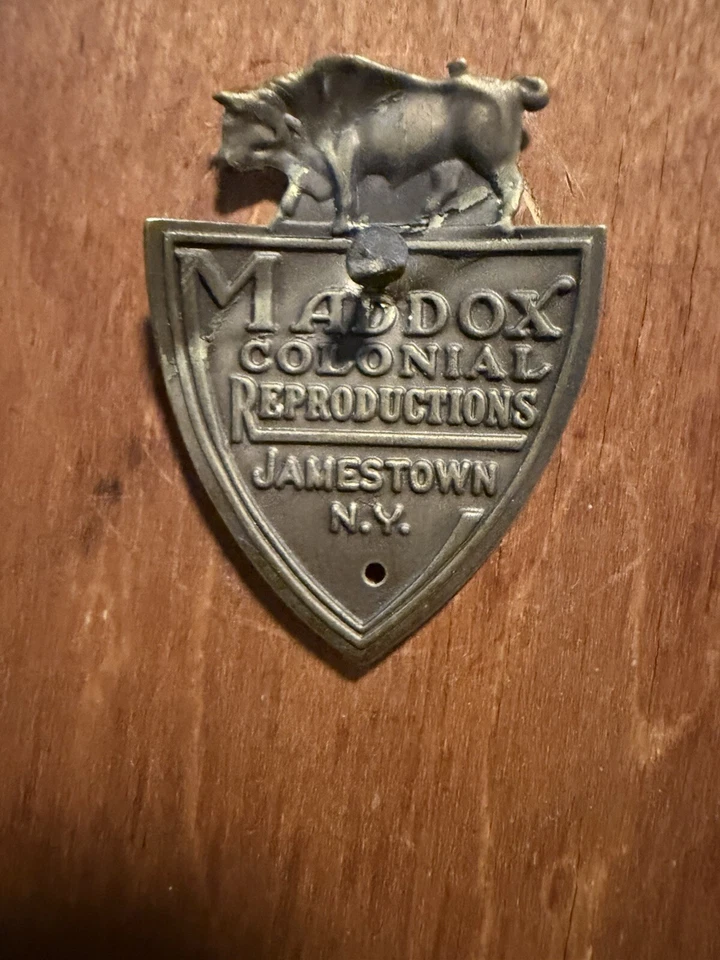 MADDOX
COLONIAL
REPRODUCTIONS
JAMESTOWN
N.Y.